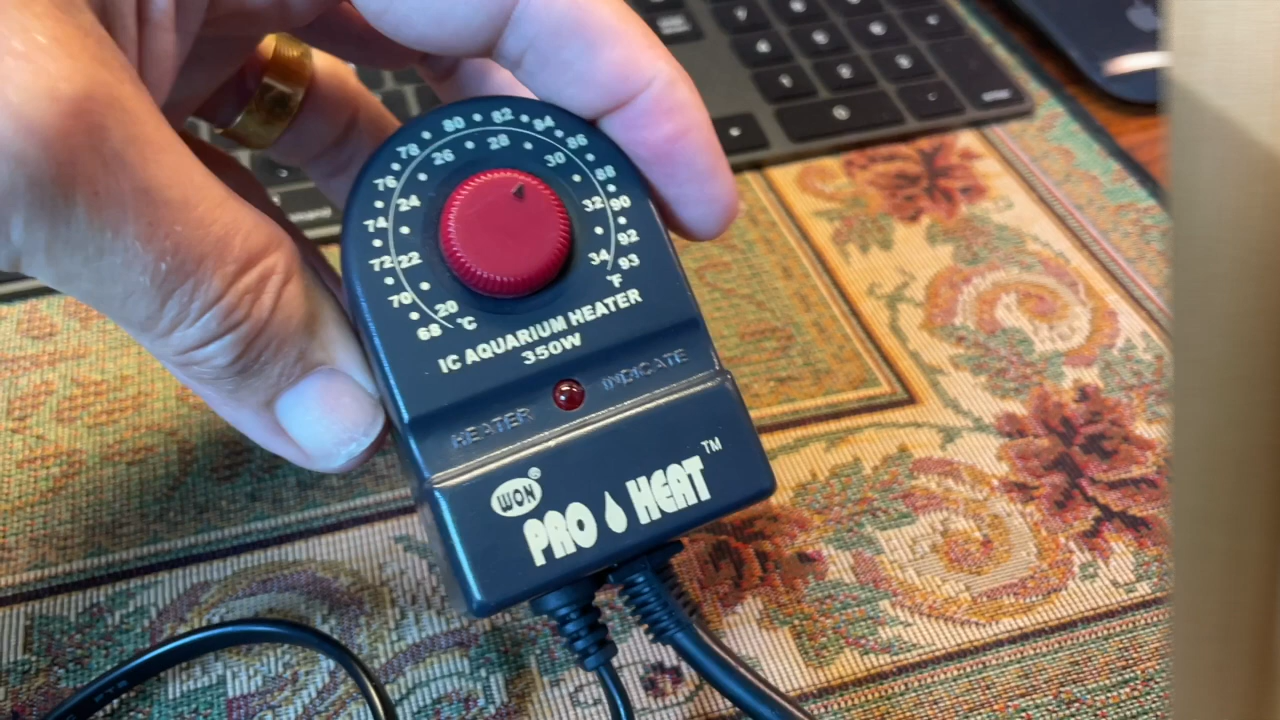 68 70 72 74 76 78 80 82 84 86 88 90 92 93 °F
20 22 24 26 28 30 32 34 °C
IC AQUARIUM HEATER
350W
HEATER INDICATE
WON®
PRO HEAT™